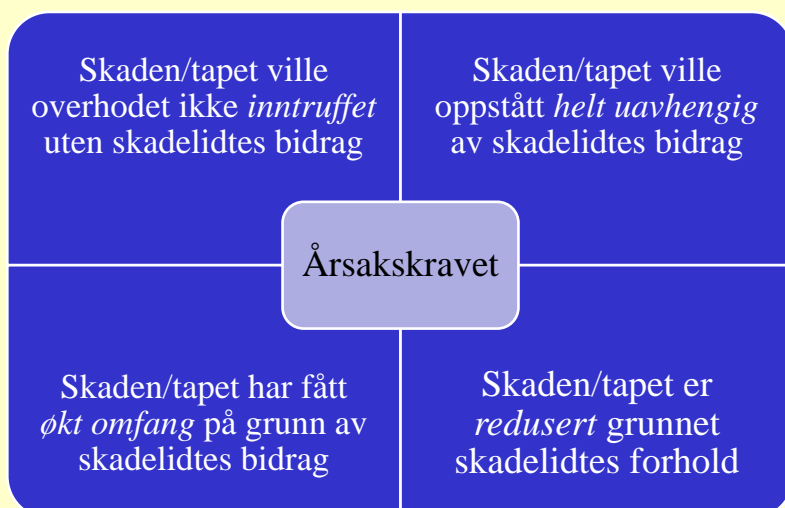 Skaden/tapet ville
overhodet ikke inntruffet
uten skadelidtes bidrag
Skaden/tapet ville
oppstått helt uavhengig
av skadelidtes bidrag
Årsakskravet
Skaden/tapet har fått
økt omfang på grunn av
skadelidtes bidrag
Skaden/tapet er
redusert grunnet
skadelidtes forhold